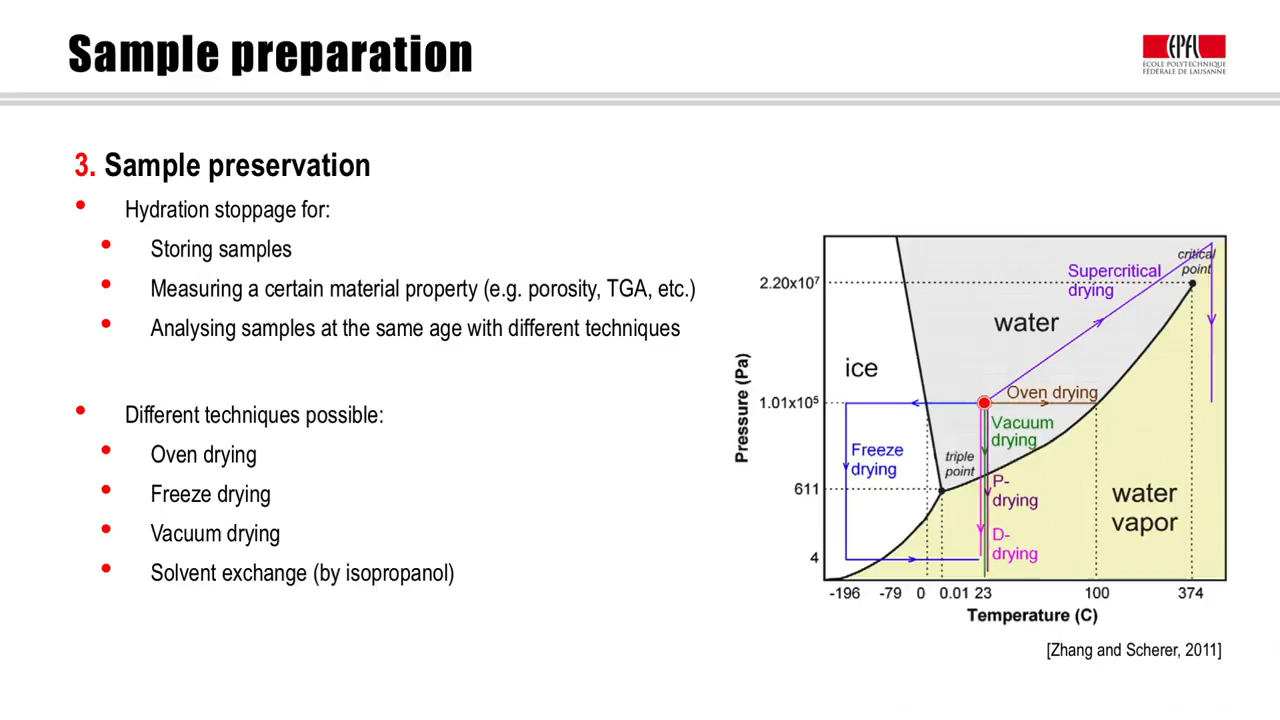 Sample preparation
EPFL
ÉCOLE POLYTECHNIQUE
FÉDÉRALE DE LAUSANNE
3. Sample preservation
• Hydration stoppage for:
• Storing samples
• Measuring a certain material property (e.g. porosity, TGA, etc.)
• Analysing samples at the same age with different techniques
• Different techniques possible:
• Oven drying
• Freeze drying
• Vacuum drying
• Solvent exchange (by isopropanol)
Pressure (Pa)
2.20x10⁷
1.01x10⁵
611
4
critical
point
Supercritical
drying
water
ice
Oven drying
Vacuum
drying
Freeze
drying
triple
point
P-
drying
water
vapor
D-
drying
-196 -79 0 0.01 23 100 374
Temperature (C)
[Zhang and Scherer, 2011]